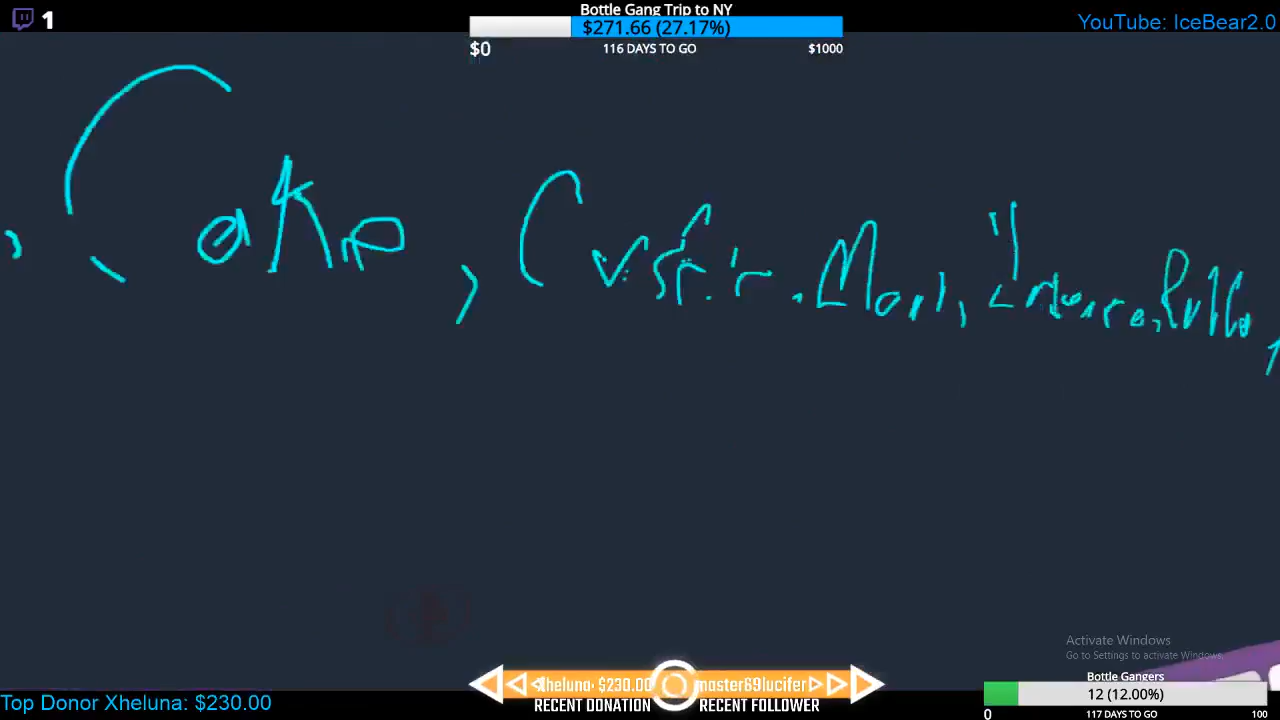 1
Bottle Gang Trip to NY
$271.66 (27.17%)
$0 116 DAYS TO GO $1000
YouTube: IceBear2.0
, Cake,
Activate Windows
Go to Settings to activate Windows.
Bottle Gangers
12 (12.00%)
0 117 DAYS TO GO 100
Xheluna: $230.00 master69lucifer
RECENT DONATION RECENT FOLLOWER
Top Donor Xheluna: $230.00